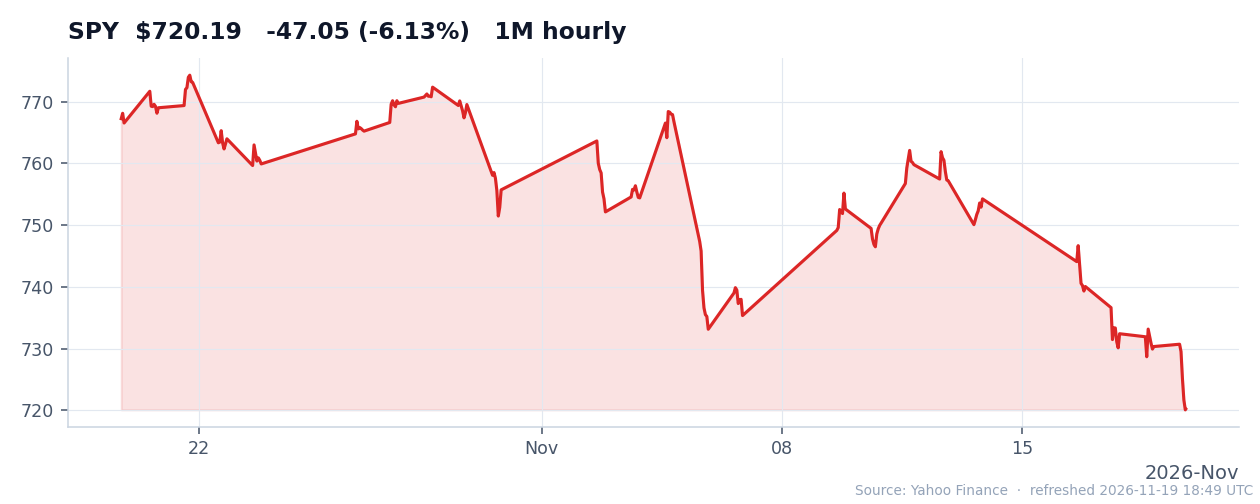 SPY $720.19 -47.05 (-6.13%) 1M hourly
770
760
750
740
730
720
22 Nov 08 15
2026-Nov
Source: Yahoo Finance · refreshed 2026-11-19 18:49 UTC